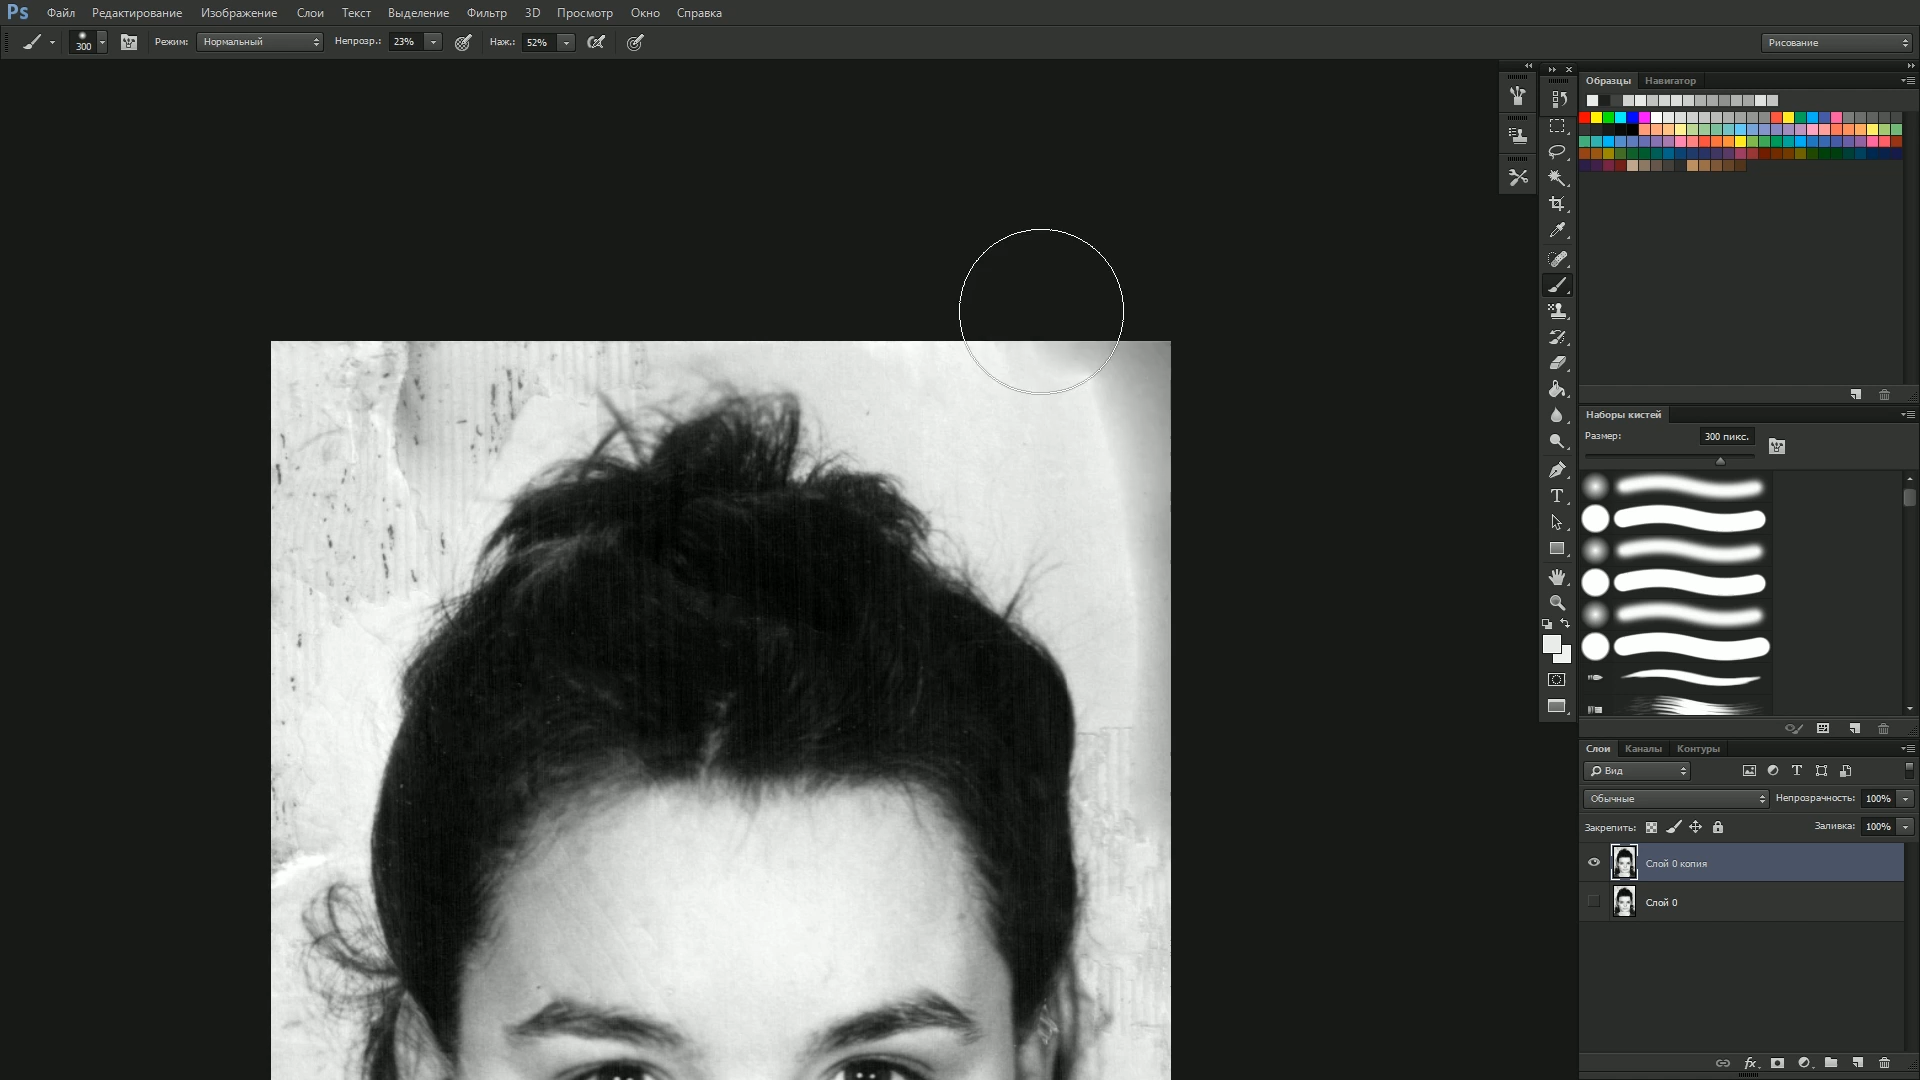 Ps Файл Редактирование Изображение Слои Текст Выделение Фильтр 3D Просмотр Окно Справка
300 Режим: Нормальный Непрозр.: 23% Наж.: 52% Рисование
Образцы Навигатор
Наборы кистей
Размер: 300 пикс.
Слои Каналы Контуры
Вид
Обычные Непрозрачность: 100%
Закрепить: Заливка: 100%
Слой 0 копия
Слой 0